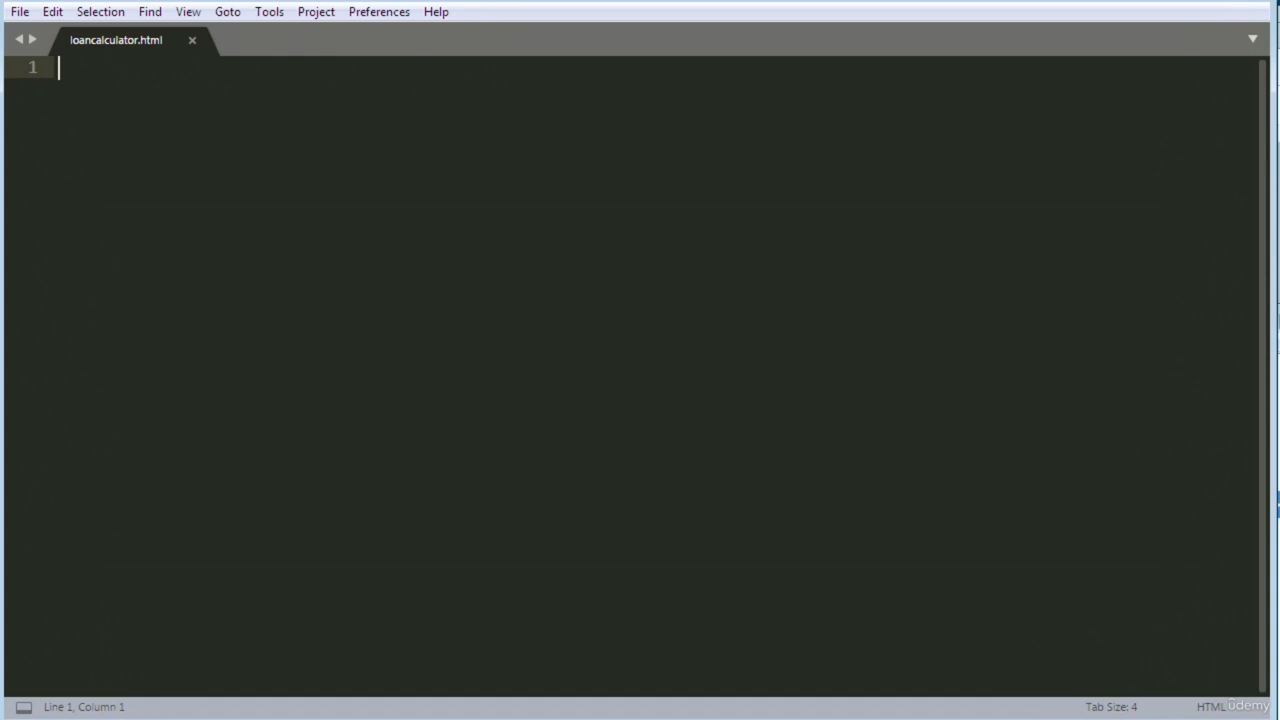 File Edit Selection Find View Goto Tools Project Preferences Help
loancalculator.html ×
1
Line 1, Column 1 Tab Size: 4 HTML
ûdemy